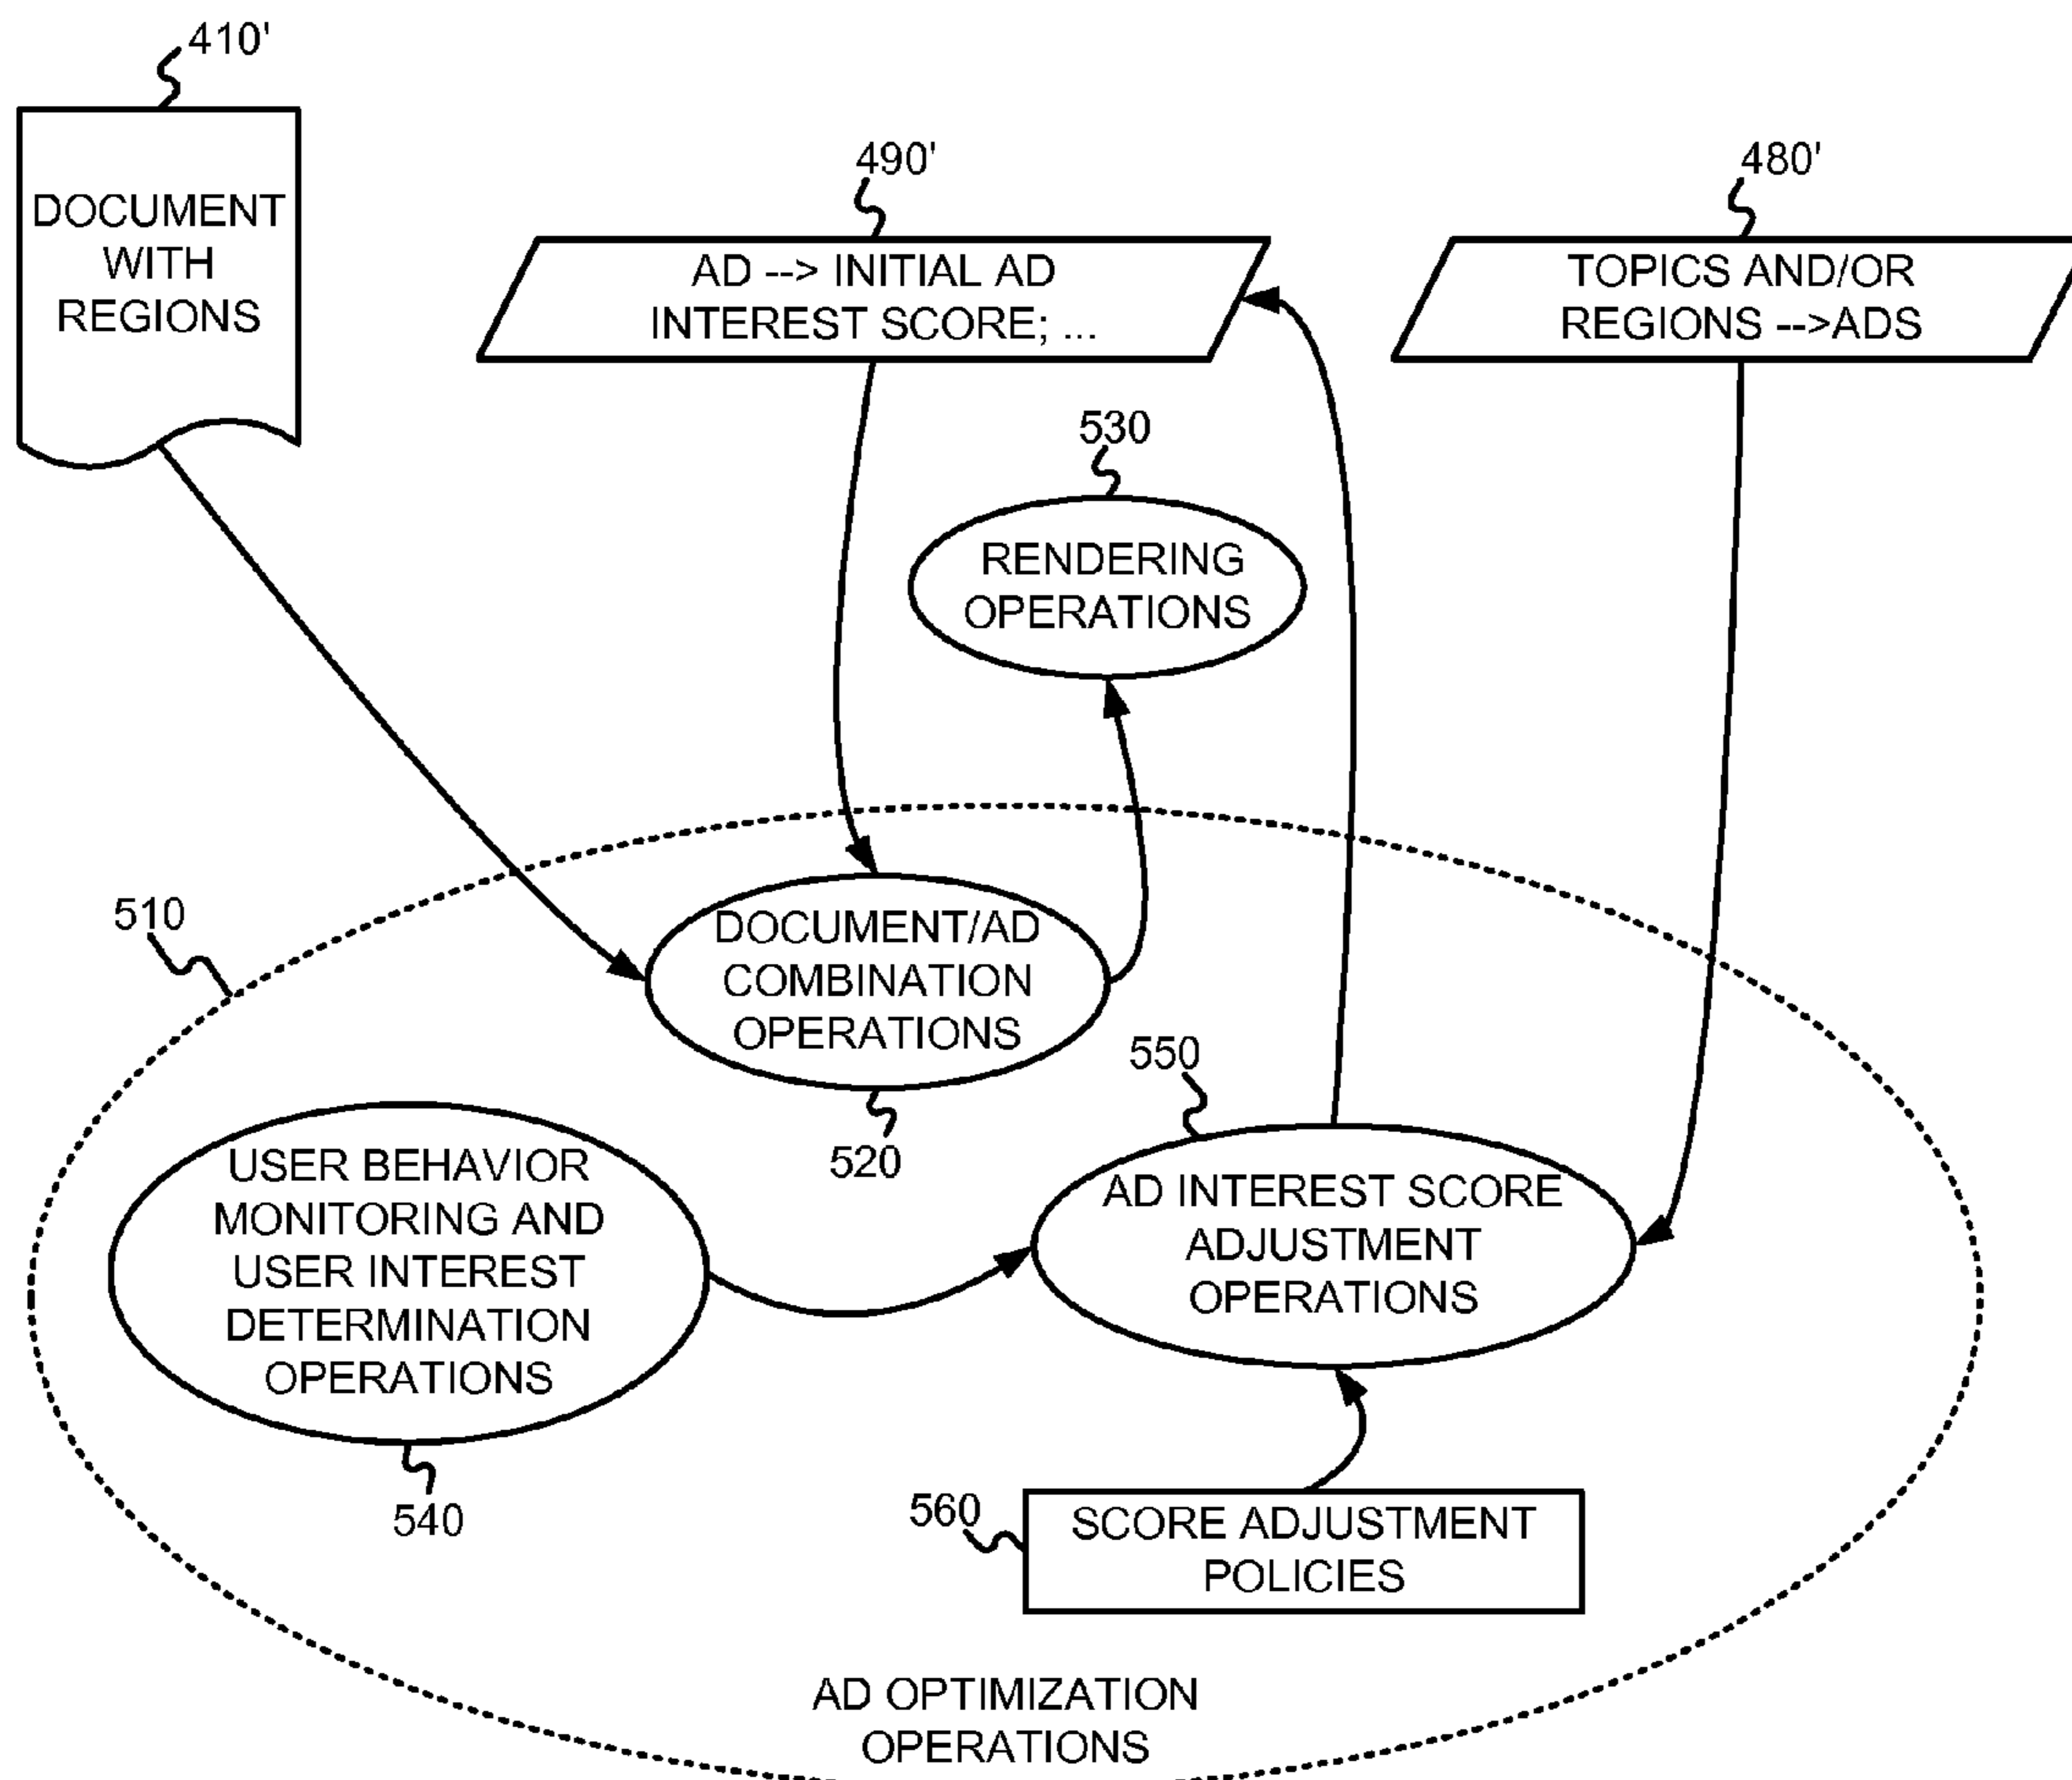 410'
DOCUMENT
WITH
REGIONS
490'
AD --> INITIAL AD
INTEREST SCORE; ...
480'
TOPICS AND/OR
REGIONS -->ADS
530
RENDERING
OPERATIONS
510
DOCUMENT/AD
COMBINATION
OPERATIONS
520
550
USER BEHAVIOR
MONITORING AND
USER INTEREST
DETERMINATION
OPERATIONS
540
AD INTEREST SCORE
ADJUSTMENT
OPERATIONS
560
SCORE ADJUSTMENT
POLICIES
AD OPTIMIZATION
OPERATIONS